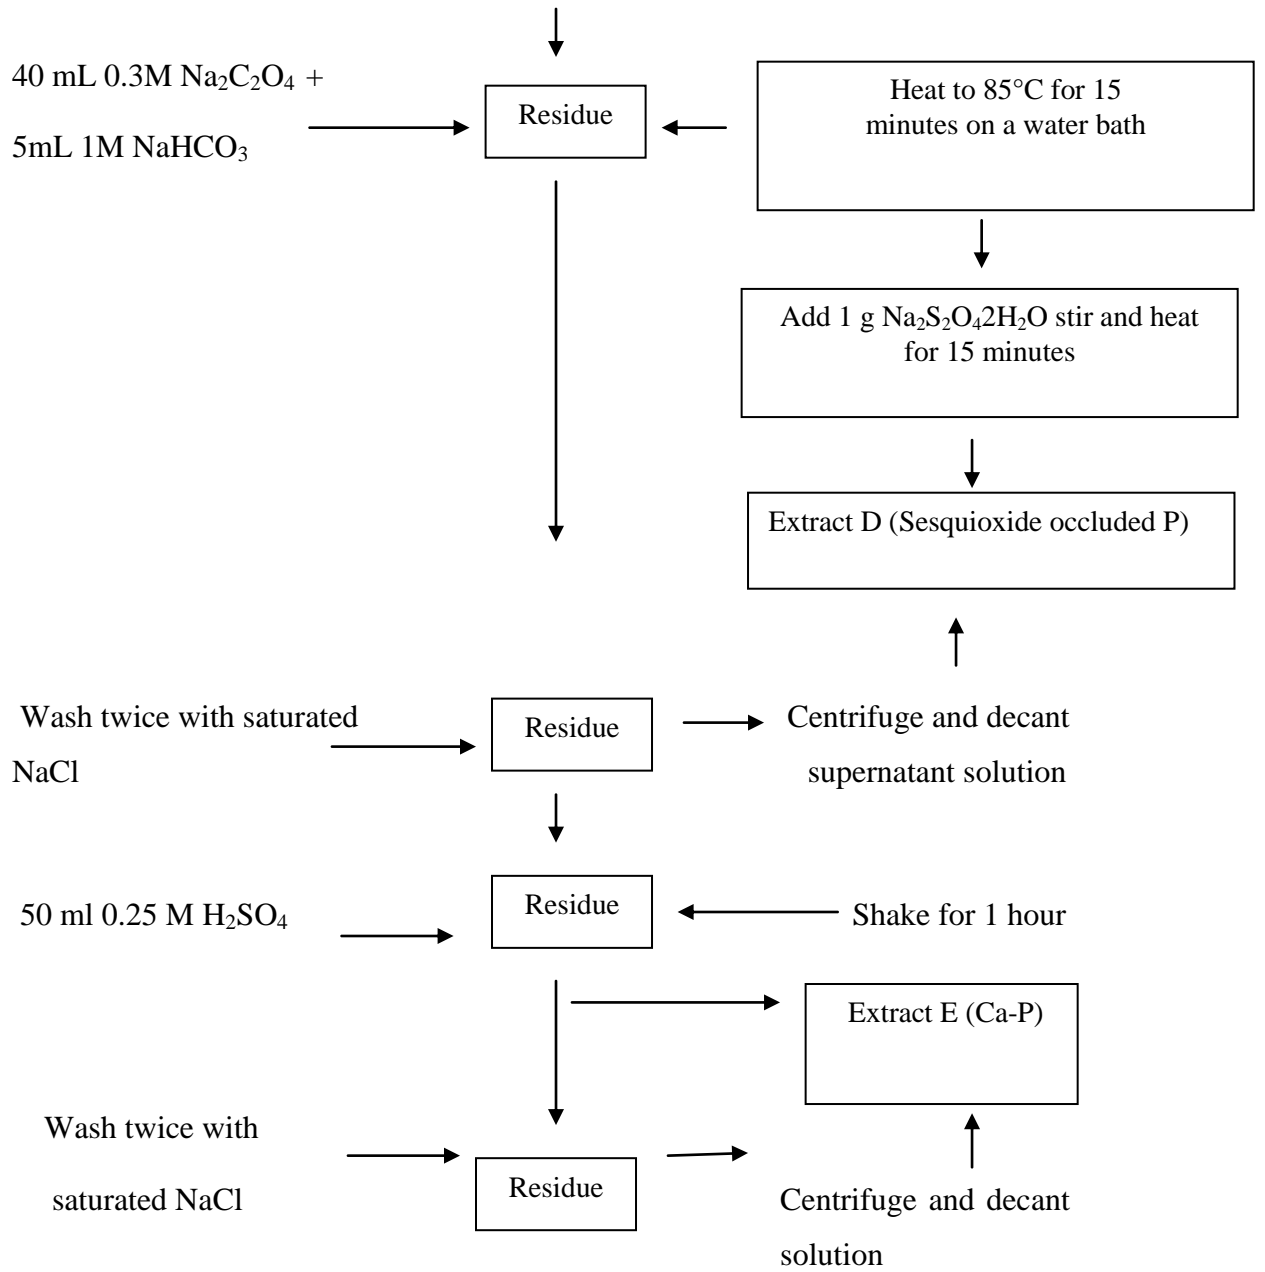 40 mL 0.3M Na₂C₂O₄ +
5mL 1M NaHCO₃
Residue
Heat to 85°C for 15
minutes on a water bath
Add 1 g Na₂S₂O₄2H₂O stir and heat
for 15 minutes
Extract D (Sesquioxide occluded P)
Wash twice with saturated
NaCl
Residue
Centrifuge and decant
supernatant solution
50 ml 0.25 M H₂SO₄
Residue
Shake for 1 hour
Extract E (Ca-P)
Wash twice with
saturated NaCl
Residue
Centrifuge and decant
solution